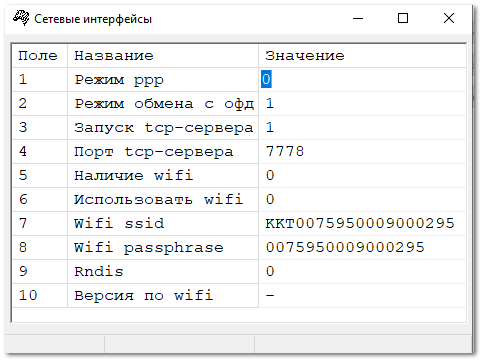 Сетевые интерфейсы
Поле Название Значение
1 Режим ppp 0
2 Режим обмена с офд 1
3 Запуск tcp-сервера 1
4 Порт tcp-сервера 7778
5 Наличие wifi 0
6 Использовать wifi 0
7 Wifi ssid KKT0075950009000295
8 Wifi passphrase 0075950009000295
9 Rndis 0
10 Версия по wifi -